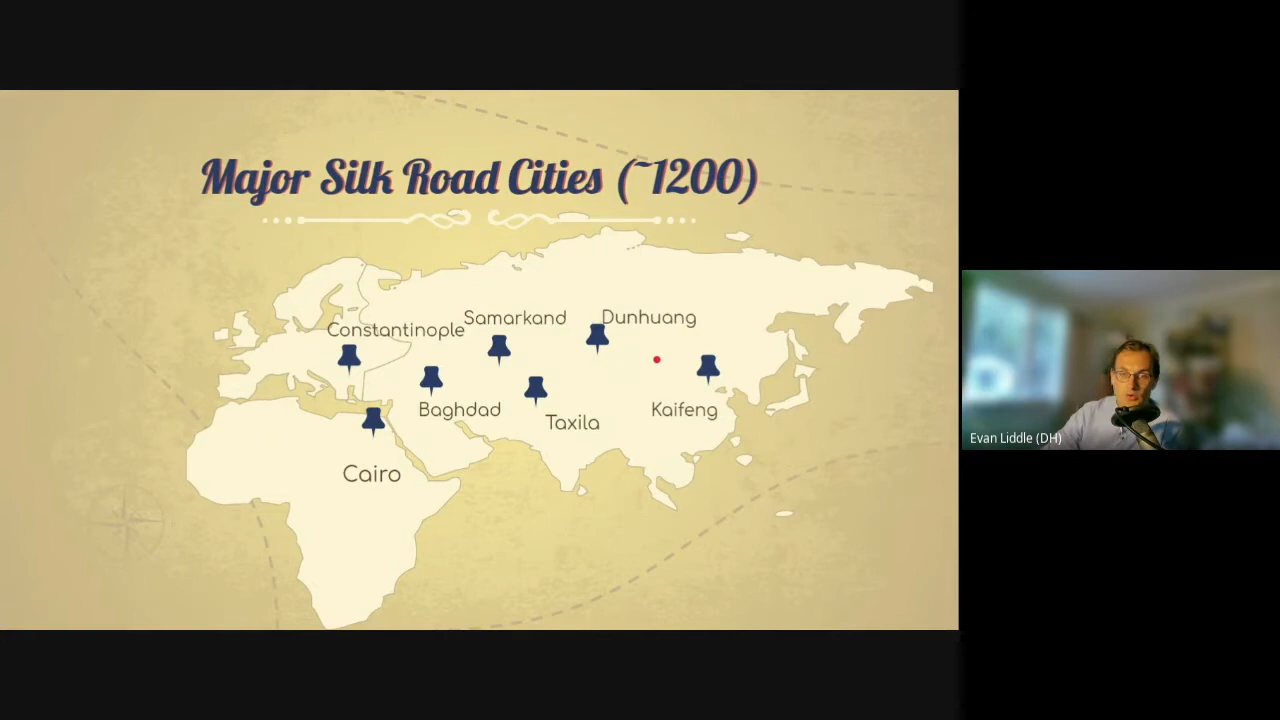 Major Silk Road Cities (~1200)
Constantinople
Samarkand
Dunhuang
Baghdad
Taxila
Kaifeng
Cairo
Evan Liddle (DH)